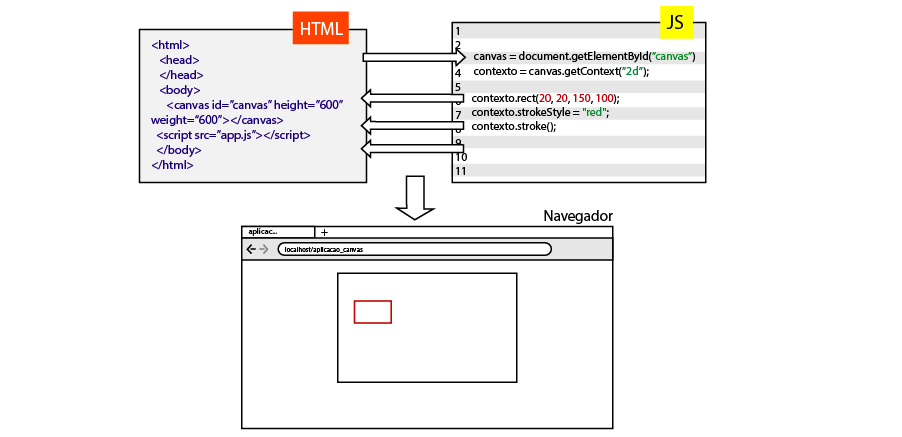 HTML
<html>
<head>
</head>
<body>
<canvas id="canvas" height="600"
weight="600"></canvas>
<script src="app.js"></script>
</body>
</html>
JS
1
2
canvas = document.getElementById("canvas")
4 contexto = canvas.getContext("2d");
5
6 contexto.rect(20, 20, 150, 100);
7 contexto.strokeStyle = "red";
8 contexto.stroke();
9
10
11
Navegador
aplicac... +
localhost/aplicacao_canvas